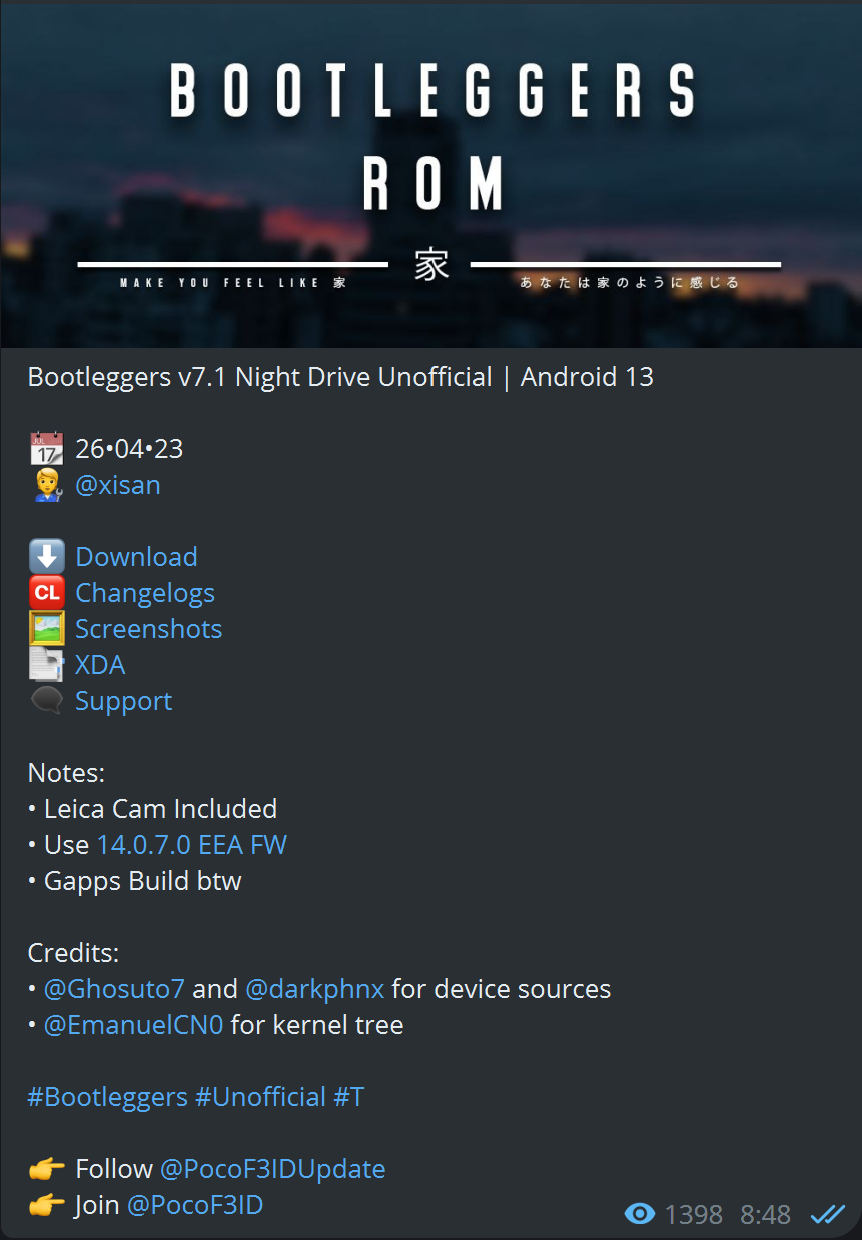 BOOTLEGGERS
ROM
家
MAKE YOU FEEL LIKE 家
あなたは家のように感じる
Bootleggers v7.1 Night Drive Unofficial | Android 13
JUL 17 26•04•23
@xisan
Download
CL Changelogs
Screenshots
XDA
Support
Notes:
• Leica Cam Included
• Use 14.0.7.0 EEA FW
• Gapps Build btw
Credits:
• @Ghosuto7 and @darkphnx for device sources
• @EmanuelCN0 for kernel tree
#Bootleggers #Unofficial #T
Follow @PocoF3IDUpdate
Join @PocoF3ID
1398 8:48